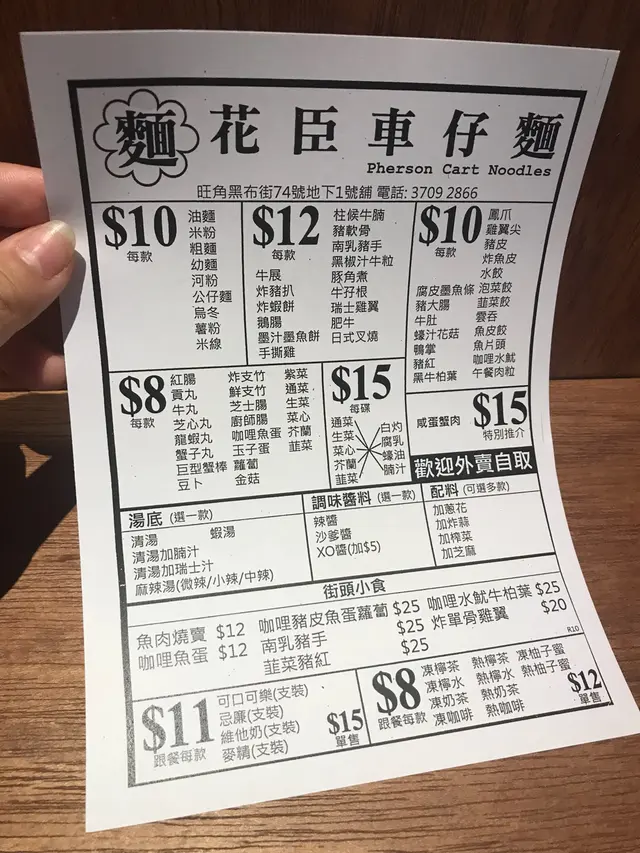 麵 花臣車仔麵
Pherson Cart Noodles
旺角黑布街74號地下1號舖 電話: 3709 2866
$10
每款
油麵
米粉
粗麵
幼麵
河粉
公仔麵
烏冬
薯粉
米線
$12
每款
柱候牛腩
豬軟骨
南乳豬手
黑椒汁牛粒
牛展 豚角煮
炸豬扒 牛孖根
炸蝦餅 瑞士雞翼
鵝腸 肥牛
墨汁墨魚餅 日式叉燒
手撕雞
$10
每款
鳳爪
雞翼尖
豬皮
炸魚皮
水餃
腐皮墨魚條 泡菜餃
豬大腸 韮菜餃
牛肚 雲吞
蠔汁花菇 魚皮餃
鴨掌 魚片頭
豬紅 咖哩水魷
黑牛柏葉 午餐肉粒
$8
每款
紅腸 炸支竹 紫菜
貢丸 鮮支竹 通菜
牛丸 芝士腸 生菜
芝心丸 廚師腸 菜心
龍蝦丸 咖哩魚蛋 芥蘭
蟹子丸 玉子蛋 韮菜
巨型蟹棒 蘿蔔
豆卜 金菇
$15
每碟
通菜 白灼
生菜 腐乳
菜心 蠔油
芥蘭 腩汁
韮菜
咸蛋蟹肉 $15
特別推介
歡迎外賣自取
湯底 (選一款)
清湯 蝦湯
清湯加腩汁
清湯加瑞士汁
麻辣湯(微辣/小辣/中辣)
調味醬料 (選一款)
辣醬
沙爹醬
XO醬(加$5)
配料 (可選多款)
加蔥花
加炸蒜
加榨菜
加芝麻
街頭小食
魚肉燒賣 $12 咖哩豬皮魚蛋蘿蔔 $25 咖哩水魷牛柏葉 $25
咖哩魚蛋 $12 南乳豬手 $25 炸單骨雞翼 $20
韮菜豬紅 $25
R10
$11
跟餐每款
可口可樂(支裝)
忌廉(支裝)
維他奶(支裝)
麥精(支裝)
$15
單售
$8
跟餐每款
凍檸茶 熱檸茶 凍柚子蜜
凍檸水 熱檸水 熱柚子蜜
凍奶茶 熱奶茶
凍咖啡 熱咖啡
$12
單售